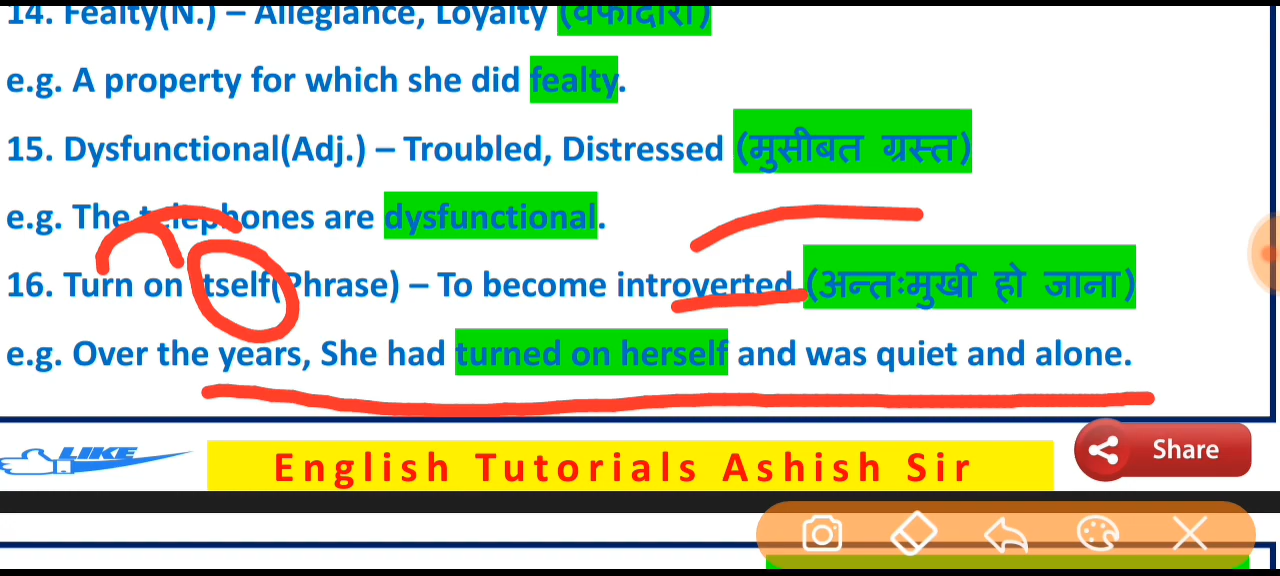 14. Fealty(N.) – Allegiance, Loyalty (वफादारी)
e.g. A property for which she did fealty.
15. Dysfunctional(Adj.) – Troubled, Distressed (मुसीबत ग्रस्त)
e.g. The telephones are dysfunctional.
16. Turn on itself(Phrase) – To become introverted (अन्तःमुखी हो जाना)
e.g. Over the years, She had turned on herself and was quiet and alone.
LIKE
English Tutorials Ashish Sir
Share